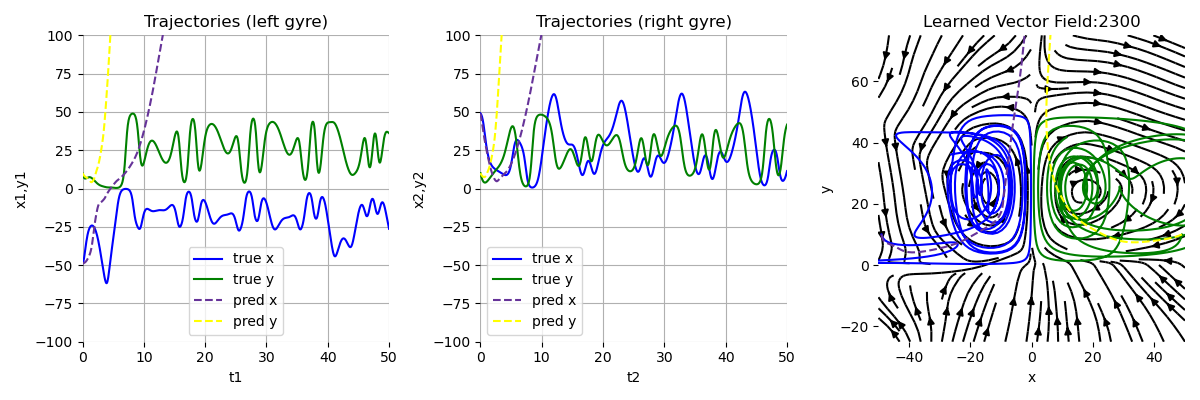 Trajectories (left gyre)
100
75
50
25
0
−25
−50
−75
−100
x1,y1
0 10 20 30 40 50
t1
true x
true y
pred x
pred y
Trajectories (right gyre)
100
75
50
25
0
−25
−50
−75
−100
x2,y2
0 10 20 30 40 50
t2
true x
true y
pred x
pred y
Learned Vector Field:2300
60
40
20
0
−20
y
−40 −20 0 20 40
x